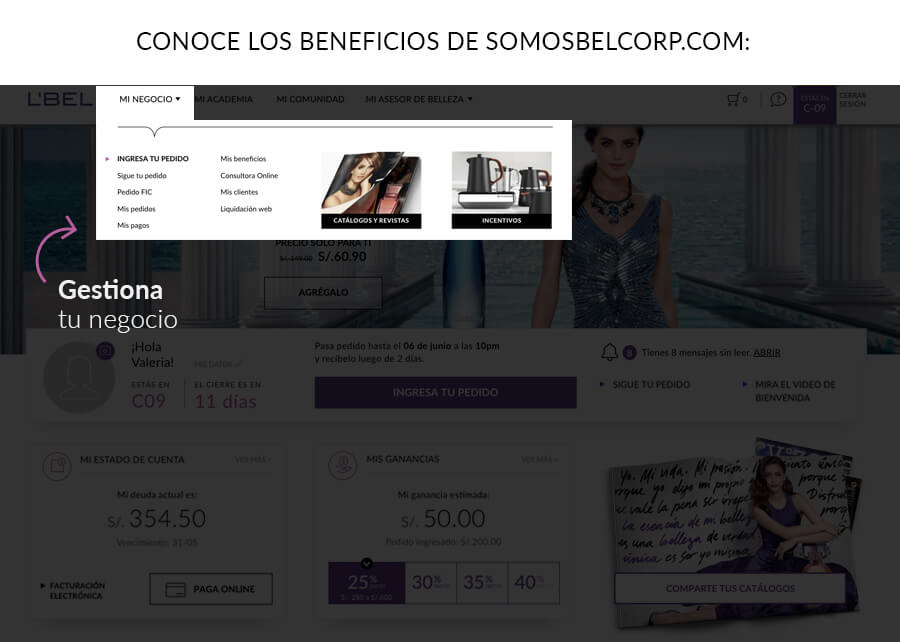 CONOCE LOS BENEFICIOS DE SOMOSBELCORP.COM:
L'BEL
MI NEGOCIO
MI ACADEMIA
MI COMUNIDAD
MI ASESOR DE BELLEZA
0
ESTÁS EN
C-09
CERRAR
SESIÓN
INGRESA TU PEDIDO
Sigue tu pedido
Pedido FIC
Mis pedidos
Mis pagos
Mis beneficios
Consultora Online
Mis clientes
Liquidación web
CATÁLOGOS Y REVISTAS
INCENTIVOS
PRECIO SOLO PARA TI
S/. 149.00 S/.60.90
AGRÉGALO
Gestiona
tu negocio
¡Hola
Valeria!
MIS DATOS
ESTÁS EN
C09
EL CIERRE ES EN
11 días
Pasa pedido hasta el 06 de junio a las 10pm
y recíbelo luego de 2 días.
INGRESA TU PEDIDO
8 Tienes 8 mensajes sin leer. ABRIR
SIGUE TU PEDIDO
MIRA EL VIDEO DE
BIENVENIDA
MI ESTADO DE CUENTA
VER MÁS >
Mi deuda actual es:
S/. 354.50
Vencimiento: 31/05
FACTURACIÓN
ELECTRÓNICA
PAGA ONLINE
MIS GANANCIAS
VER MÁS >
Mi ganancia estimada:
S/. 50.00
Pedido ingresado: S/.200.00
25%
S/. 250 a S/.600
30%
35%
40%
yo. Mi vida. Mi pasión.
porque yo elijo mi propio
la esencia de mi belleza
es una belleza de verdad
única es ser yo misma
COMPARTE TUS CATÁLOGOS